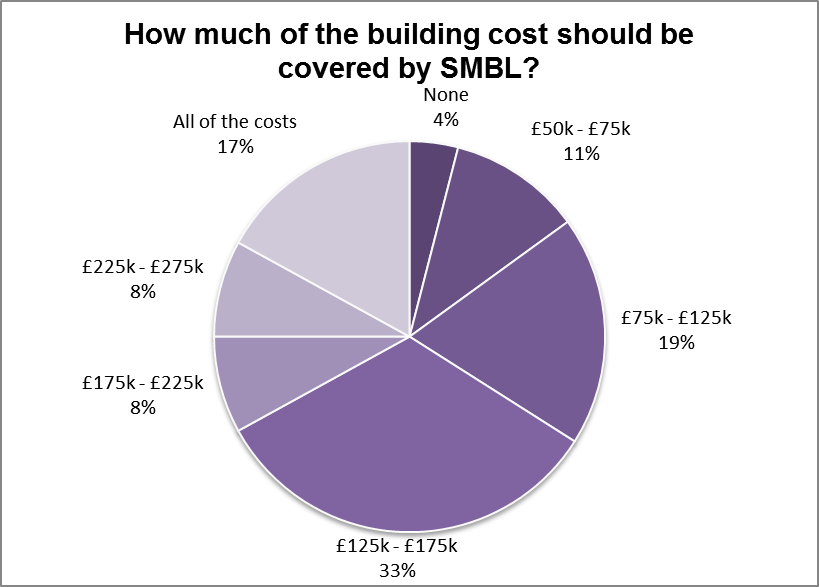 How much of the building cost should be
covered by SMBL?
None
4%
£50k - £75k
11%
£75k - £125k
19%
£125k - £175k
33%
£175k - £225k
8%
£225k - £275k
8%
All of the costs
17%